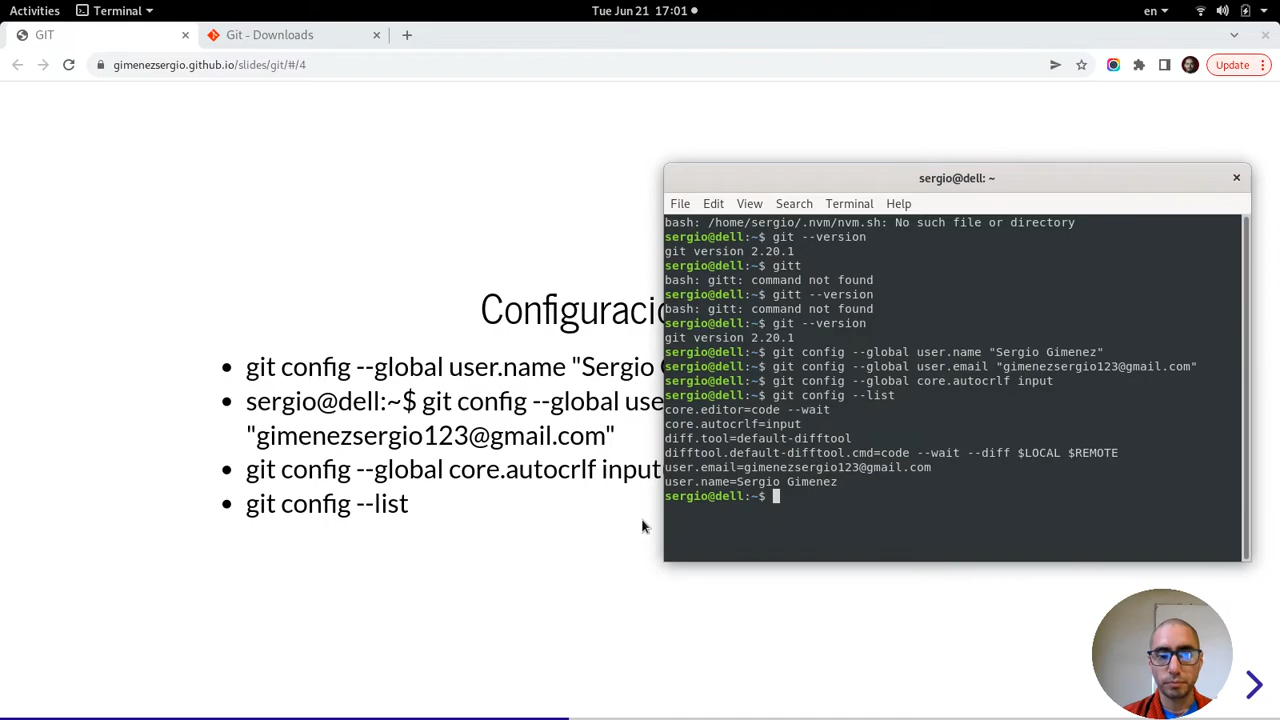 Activities
Terminal
Tue Jun 21 17:01
en
GIT
Git - Downloads
gimenezsergio.github.io/slides/git/#/4
Update
git config --global user.name "Sergio
sergio@dell:~$ git config --global use
"gimenezsergio123@gmail.com"
git config --global core.autocrlf input
git config --list
sergio@dell: ~
File Edit View Search Terminal Help
bash: /home/sergio/.nvm/nvm.sh: No such file or directory
sergio@dell:~$ git --version
git version 2.20.1
sergio@dell:~$ gitt
bash: gitt: command not found
sergio@dell:~$ gitt --version
bash: gitt: command not found
sergio@dell:~$ git --version
git version 2.20.1
sergio@dell:~$ git config --global user.name "Sergio Gimenez"
sergio@dell:~$ git config --global user.email "gimenezsergio123@gmail.com"
sergio@dell:~$ git config --global core.autocrlf input
sergio@dell:~$ git config --list
core.editor=code --wait
core.autocrlf=input
diff.tool=default-difftool
difftool.default-difftool.cmd=code --wait --diff $LOCAL $REMOTE
user.email=gimenezsergio123@gmail.com
user.name=Sergio Gimenez
sergio@dell:~$